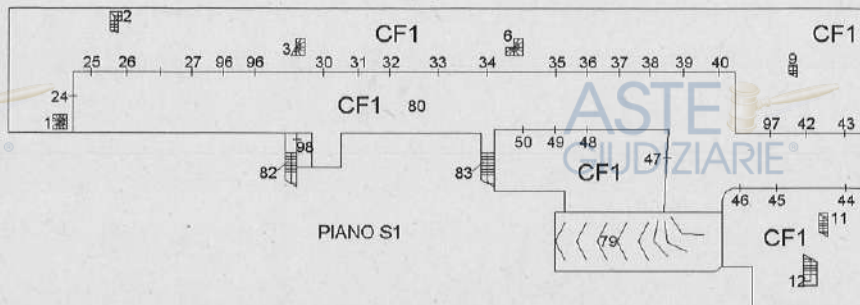 2
CF1
6
CF1
3
9
25 26 27 96 96 30 31 32 33 34 35 36 37 38 39 40
24
CF1 80
1
ASTE
GIUDIZIARIE®
97 42 43
50 49 48
98
47
82
83
CF1
46 45 44
PIANO S1
79
11
CF1
12